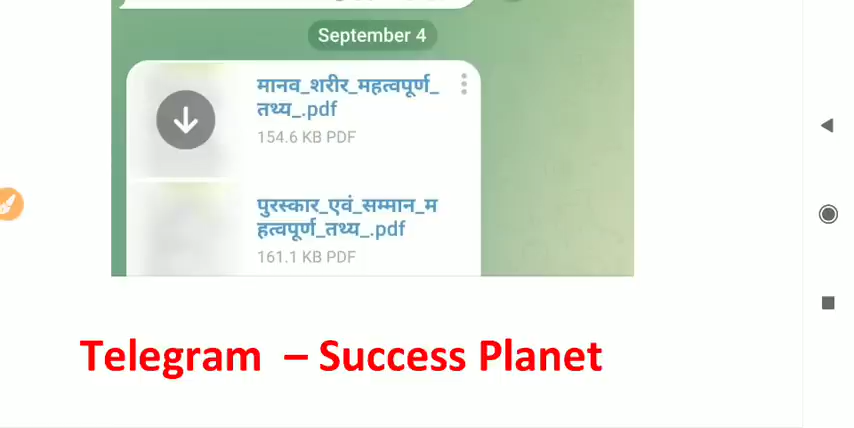 September 4
मानव_शरीर_महत्वपूर्ण_
तथ्य_.pdf
154.6 KB PDF
पुरस्कार_एवं_सम्मान_म
हत्वपूर्ण_तथ्य_.pdf
161.1 KB PDF
Telegram – Success Planet